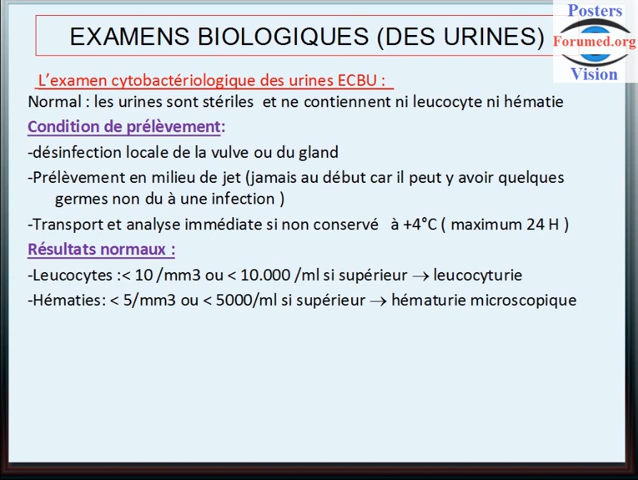 Posters
EXAMENS BIOLOGIQUES (DES URINES)
Forumed.org
Vision
L’examen cytobactériologique des urines ECBU :
Normal : les urines sont stériles et ne contiennent ni leucocyte ni hématie
Condition de prélèvement:
-désinfection locale de la vulve ou du gland
-Prélèvement en milieu de jet (jamais au début car il peut y avoir quelques
germes non du à une infection )
-Transport et analyse immédiate si non conservé à +4°C ( maximum 24 H )
Résultats normaux :
-Leucocytes :< 10 /mm3 ou < 10.000 /ml si supérieur → leucocyturie
-Hématies: < 5/mm3 ou < 5000/ml si supérieur → hématurie microscopique